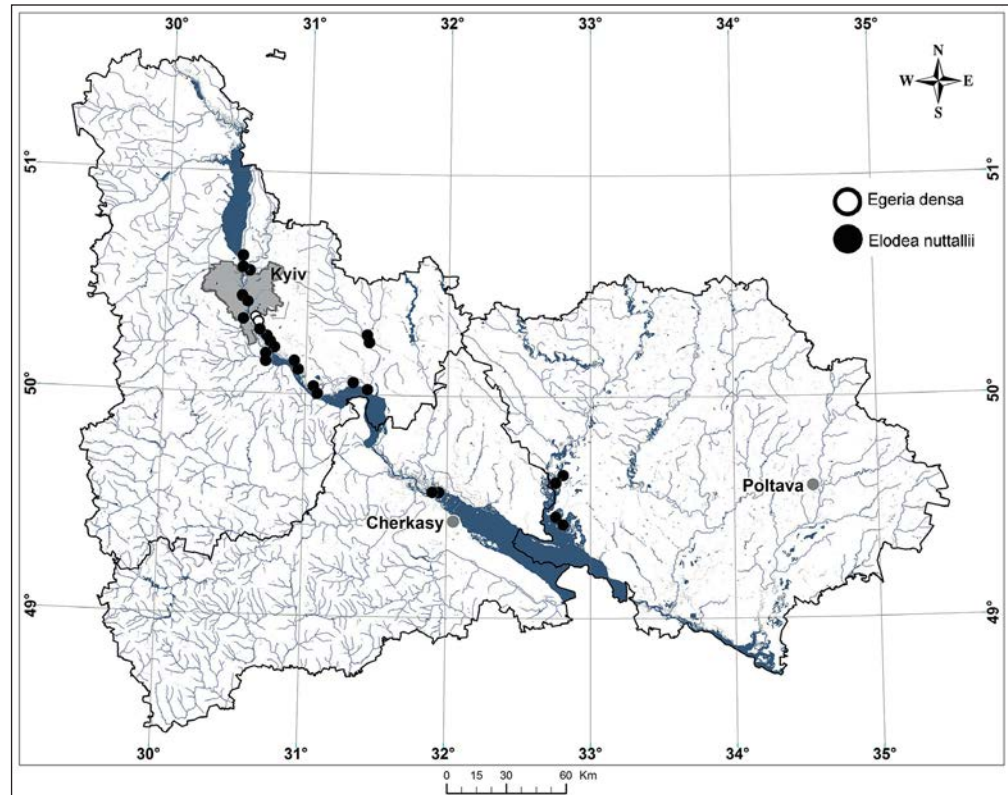 30° 31° 32° 33° 34° 35°
N
W E
S
51° 51°
Egeria densa
Elodea nuttallii
Kyiv
50° 50°
Poltava
Cherkasy
49° 49°
30° 31° 32° 33° 34° 35°
0 15 30 60 Km